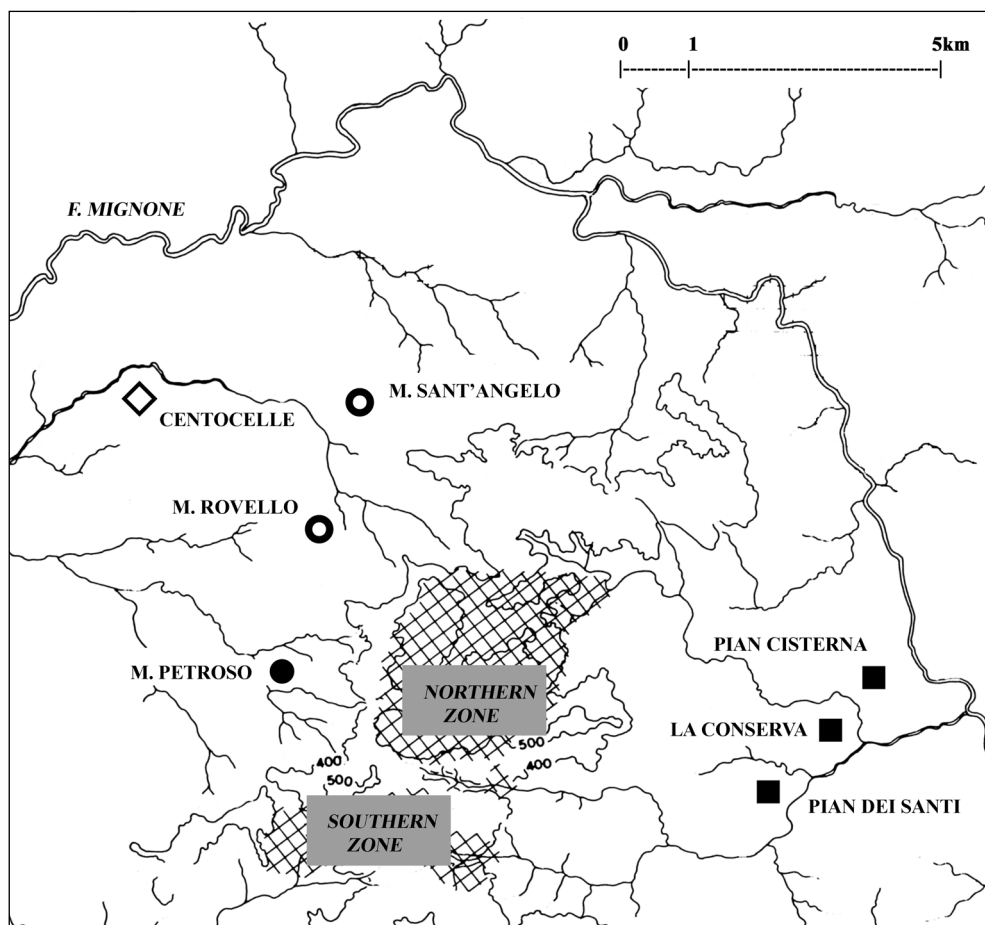 0 1 5km
F. MIGNONE
M. SANT’ANGELO
CENTOCELLE
M. ROVELLO
PIAN CISTERNA
M. PETROSO
NORTHERN
ZONE
LA CONSERVA
500
400
400
500
PIAN DEI SANTI
SOUTHERN
ZONE